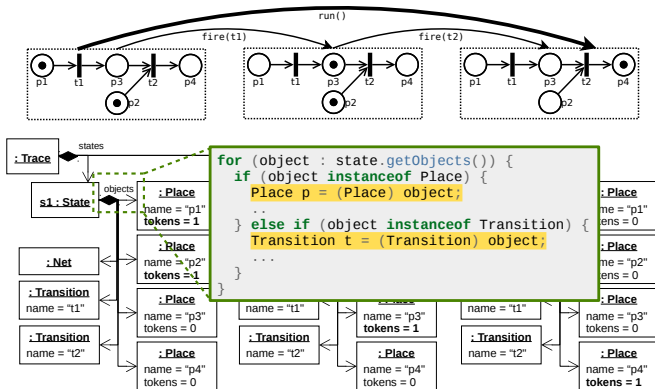 run()
fire(t1)
fire(t2)
p1 t1 p3 t2 p4
p2
p1 t1 p3 t2 p4
p2
p1 t1 p3 t2 p4
p2
: Trace
states
objects
s1 : State
: Place
name = "p1"
tokens = 1
: Place
name = "p2"
tokens = 1
: Net
: Transition
name = "t1"
: Place
name = "p3"
tokens = 0
: Transition
name = "t2"
: Place
name = "p4"
tokens = 0
for (object : state.getObjects()) {
if (object instanceof Place) {
Place p = (Place) object;
..
} else if (object instanceof Transition) {
Transition t = (Transition) object;
...
}
}
name = "t1"
name = "p3"
tokens = 1
: Transition
name = "t2"
: Place
name = "p4"
tokens = 0
: Place
name = "p1"
tokens = 0
: Place
name = "p2"
tokens = 0
name = "t1"
: Place
name = "p3"
tokens = 0
: Transition
name = "t2"
: Place
name = "p4"
tokens = 1